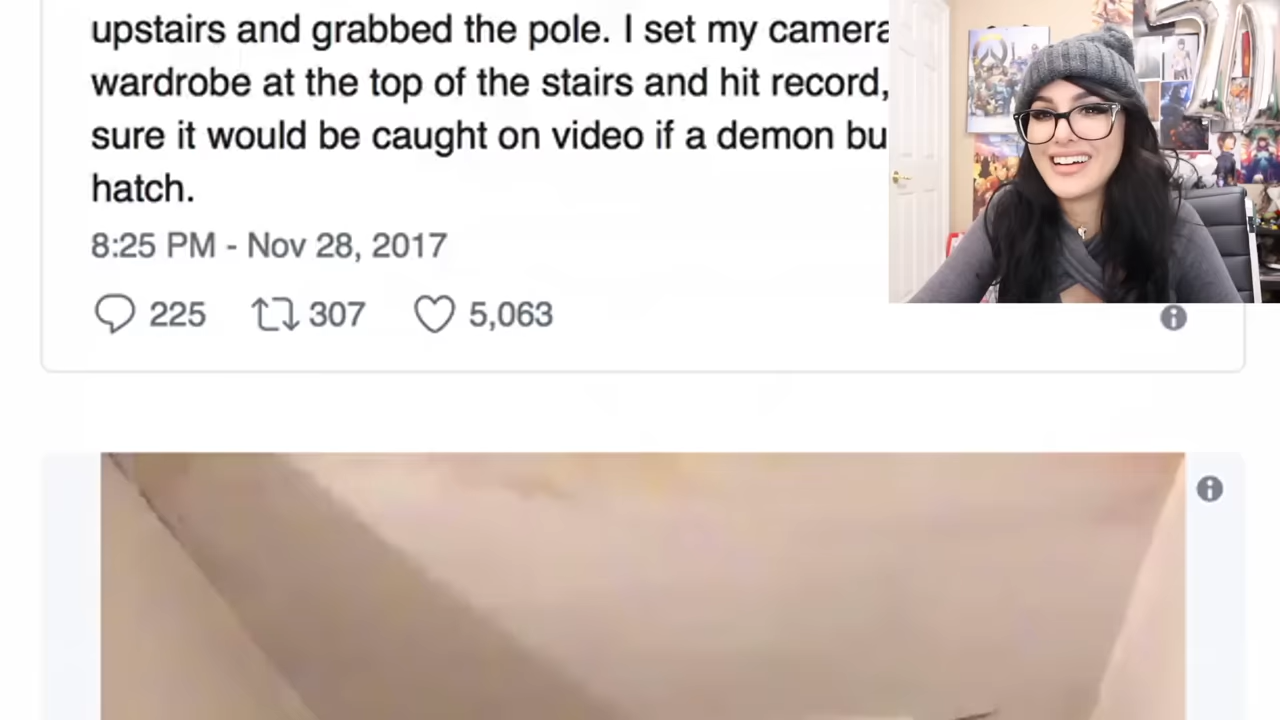 upstairs and grabbed the pole. I set my camera
wardrobe at the top of the stairs and hit record,
sure it would be caught on video if a demon bu
hatch.
8:25 PM - Nov 28, 2017
225 307 5,063